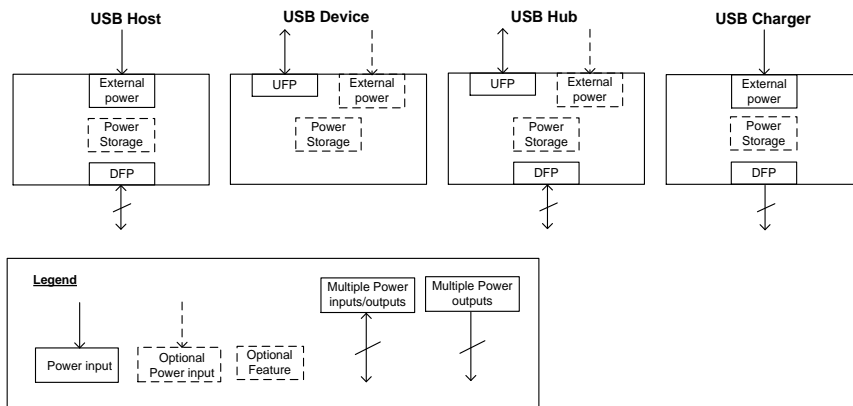 USB Host
USB Device
USB Hub
USB Charger
External
power
Power
Storage
DFP
UFP
External
power
Power
Storage
UFP
External
power
Power
Storage
DFP
External
power
Power
Storage
DFP
Legend
Power input
Optional
Power input
Optional
Feature
Multiple Power
inputs/outputs
Multiple Power
outputs